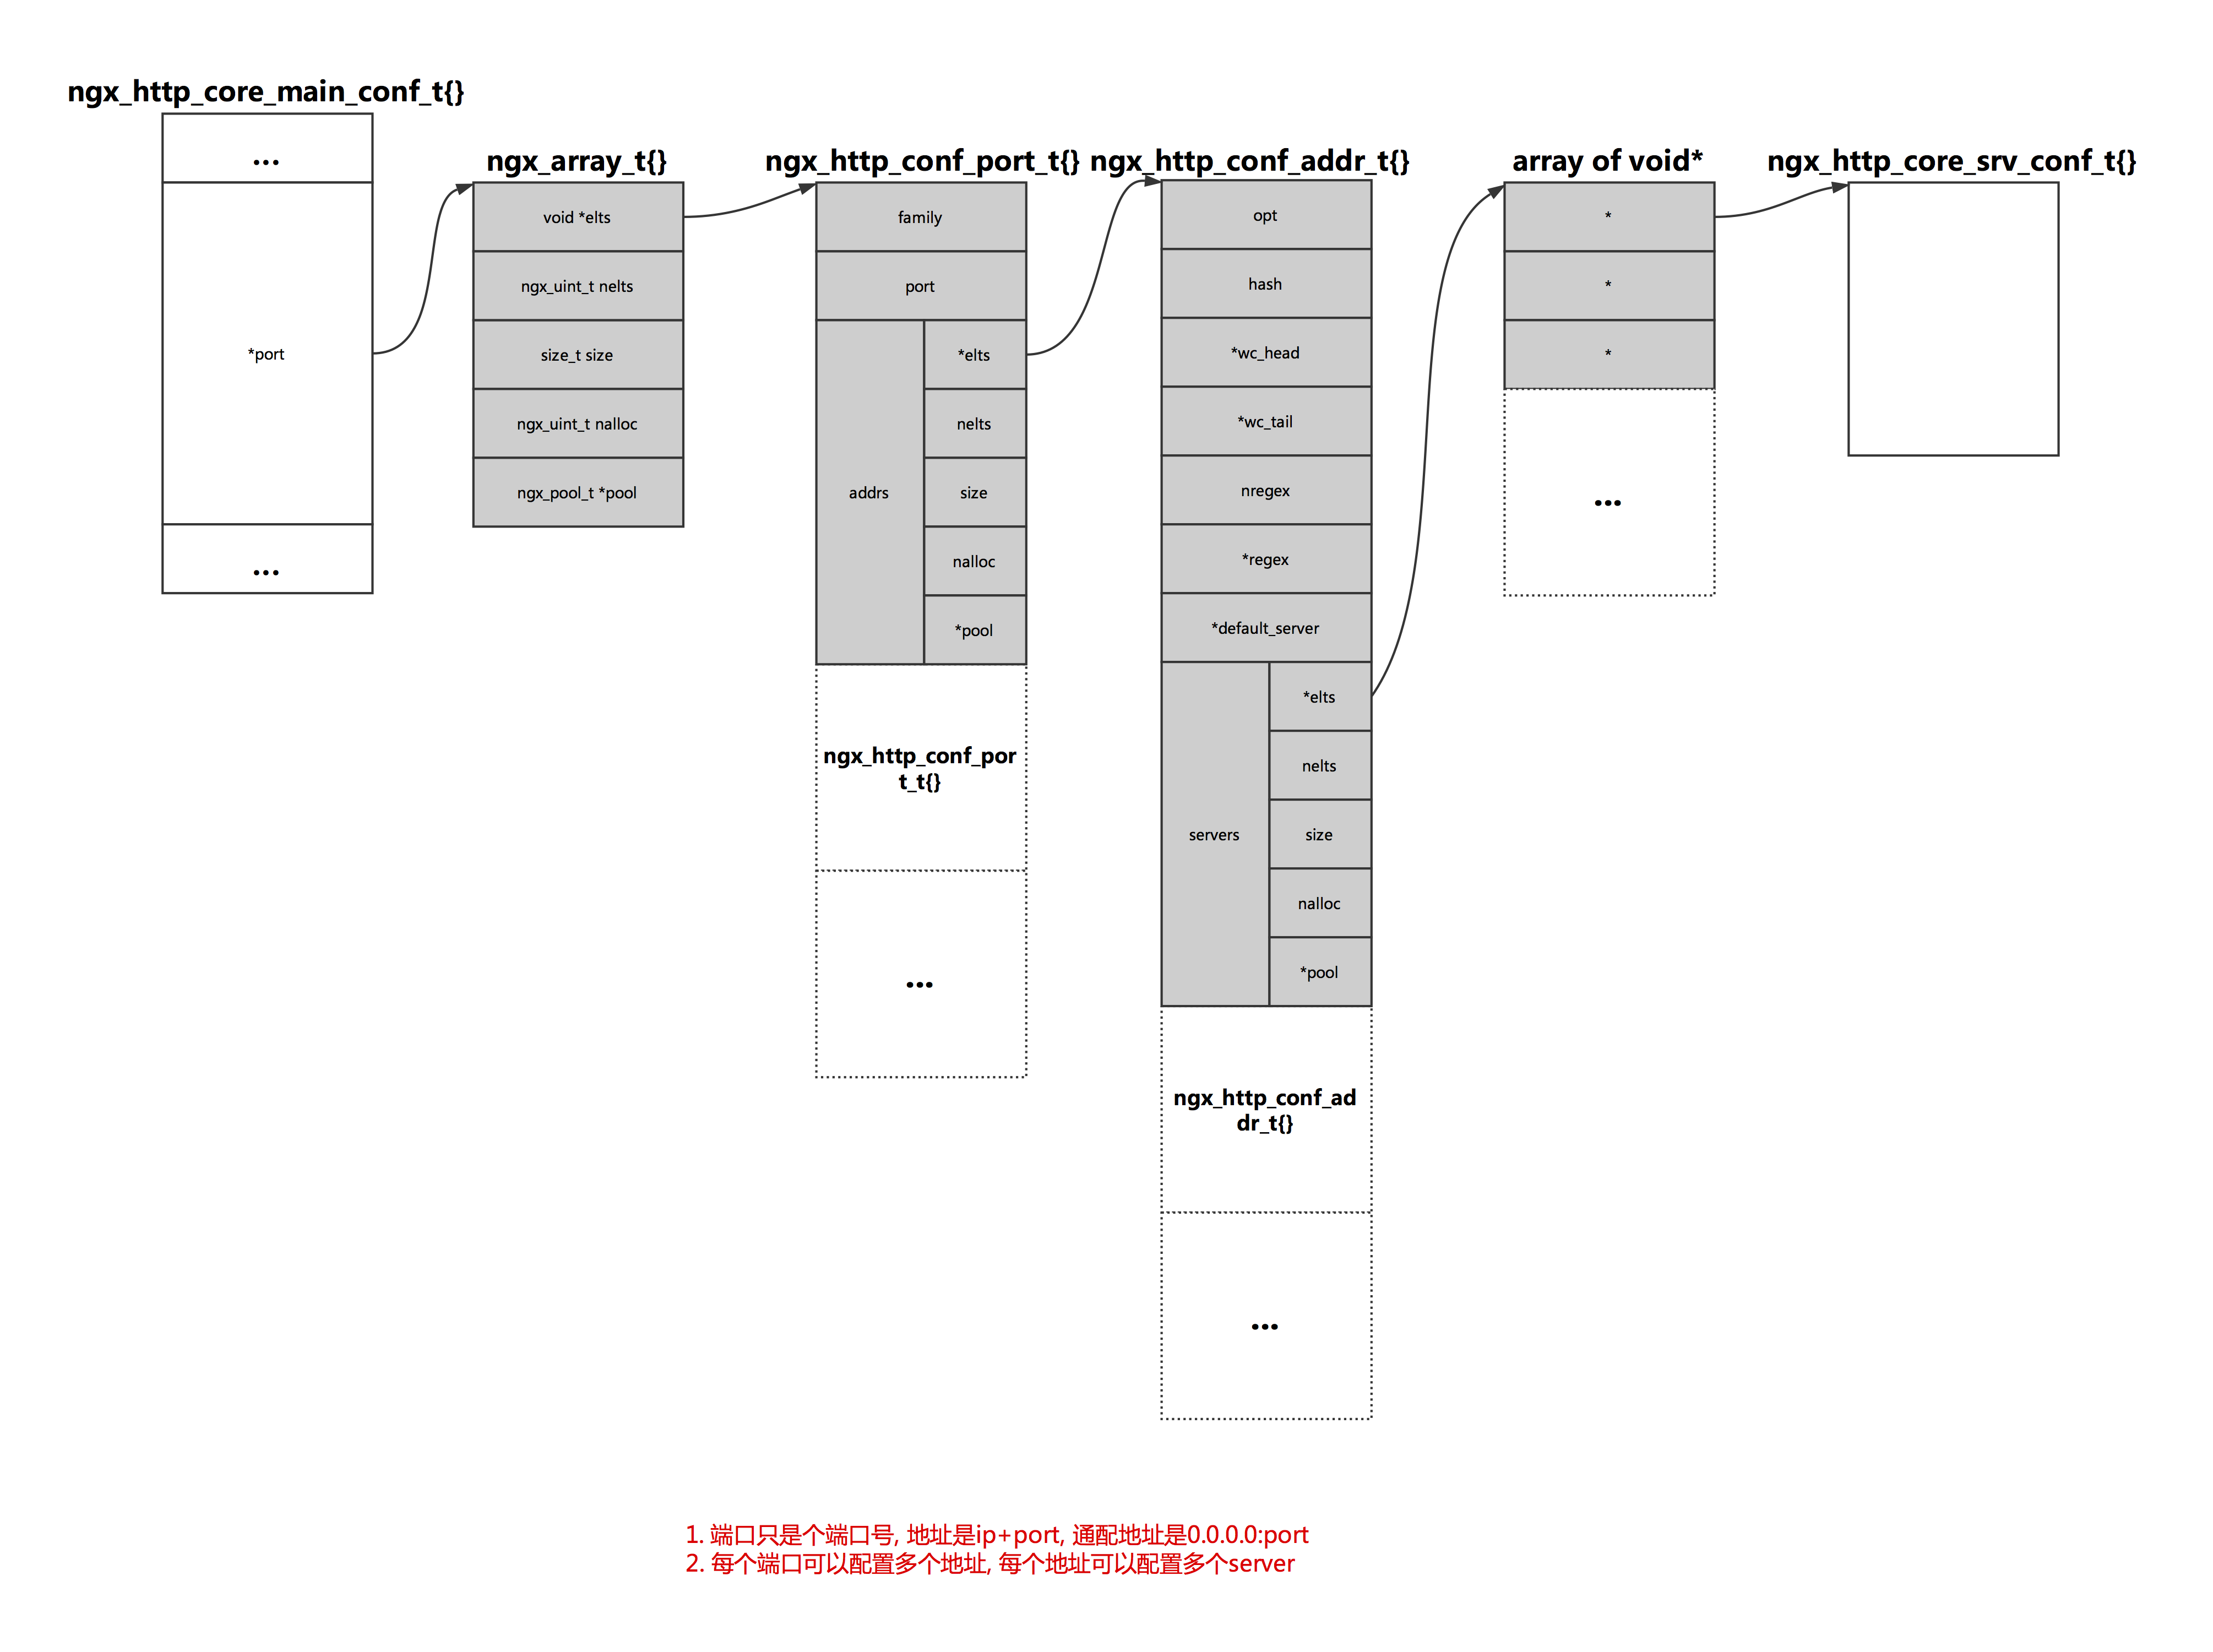 ngx_http_core_main_conf_t{}
...
*port
...
ngx_array_t{}
void *elts
ngx_uint_t nelts
size_t size
ngx_uint_t nalloc
ngx_pool_t *pool
ngx_http_conf_port_t{}
family
port
addrs
*elts
nelts
size
nalloc
*pool
ngx_http_conf_por
t_t{}
...
ngx_http_conf_addr_t{}
opt
hash
*wc_head
*wc_tail
nregex
*regex
*default_server
servers
*elts
nelts
size
nalloc
*pool
ngx_http_conf_ad
dr_t{}
...
array of void*
*
*
*
...
ngx_http_core_srv_conf_t{}
1. 端口只是个端口号, 地址是ip+port, 通配地址是0.0.0.0:port
2. 每个端口可以配置多个地址, 每个地址可以配置多个server